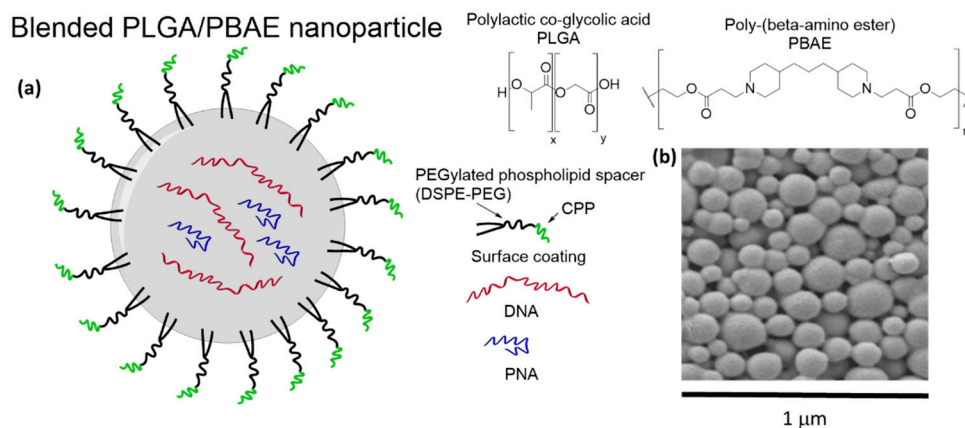 Blended PLGA/PBAE nanoparticle
(a)
Polylactic co-glycolic acid
PLGA
H
O
O
O
O
OH
x
y
Poly-(beta-amino ester)
PBAE
O
O
N
N
O
O
PEGylated phospholipid spacer
(DSPE-PEG)
CPP
Surface coating
DNA
PNA
(b)
1 µm